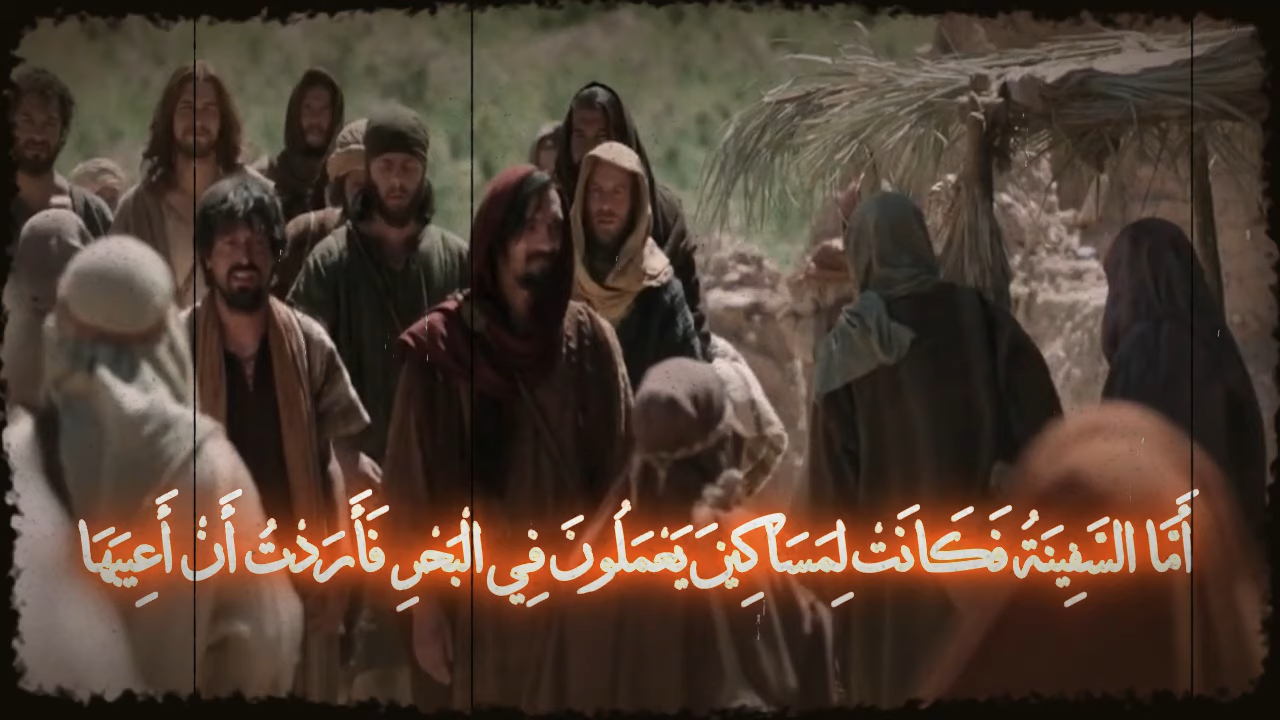 أَمَّا السَّفِينَةُ فَكَانَتْ لِمَسَاكِينَ يَعْمَلُونَ فِي الْبَحْرِ فَأَرَدْتُ أَنْ أَعِيبَهَا